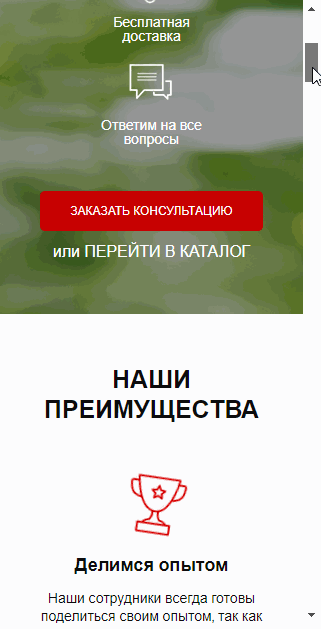 Бесплатная
доставка
Ответим на все
вопросы
ЗАКАЗАТЬ КОНСУЛЬТАЦИЮ
или ПЕРЕЙТИ В КАТАЛОГ
НАШИ
ПРЕИМУЩЕСТВА
Делимся опытом
Наши сотрудники всегда готовы
поделиться своим опытом, так как